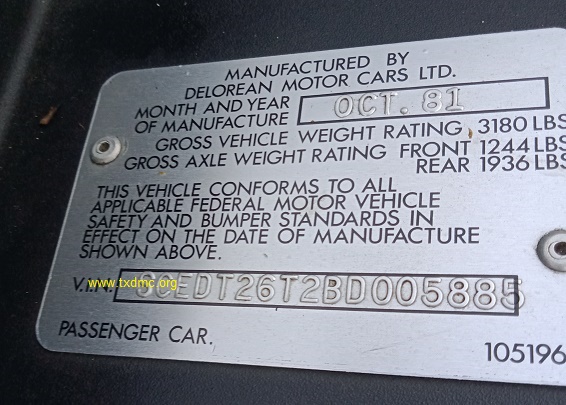 MANUFACTURED BY
DELOREAN MOTOR CARS LTD.
MONTH AND YEAR
OF MANUFACTURE OCT. 81
GROSS VEHICLE WEIGHT RATING, 3180 LBS
GROSS AXLE WEIGHT RATING FRONT 1244 LBS
REAR 1936 LBS
THIS VEHICLE CONFORMS TO ALL
APPLICABLE FEDERAL MOTOR VEHICLE
SAFETY AND BUMPER STANDARDS IN
EFFECT ON THE DATE OF MANUFACTURE
SHOWN ABOVE.
V.I.N. SCEDT26T2BD005885
www.txdmc.org
PASSENGER CAR.
105196